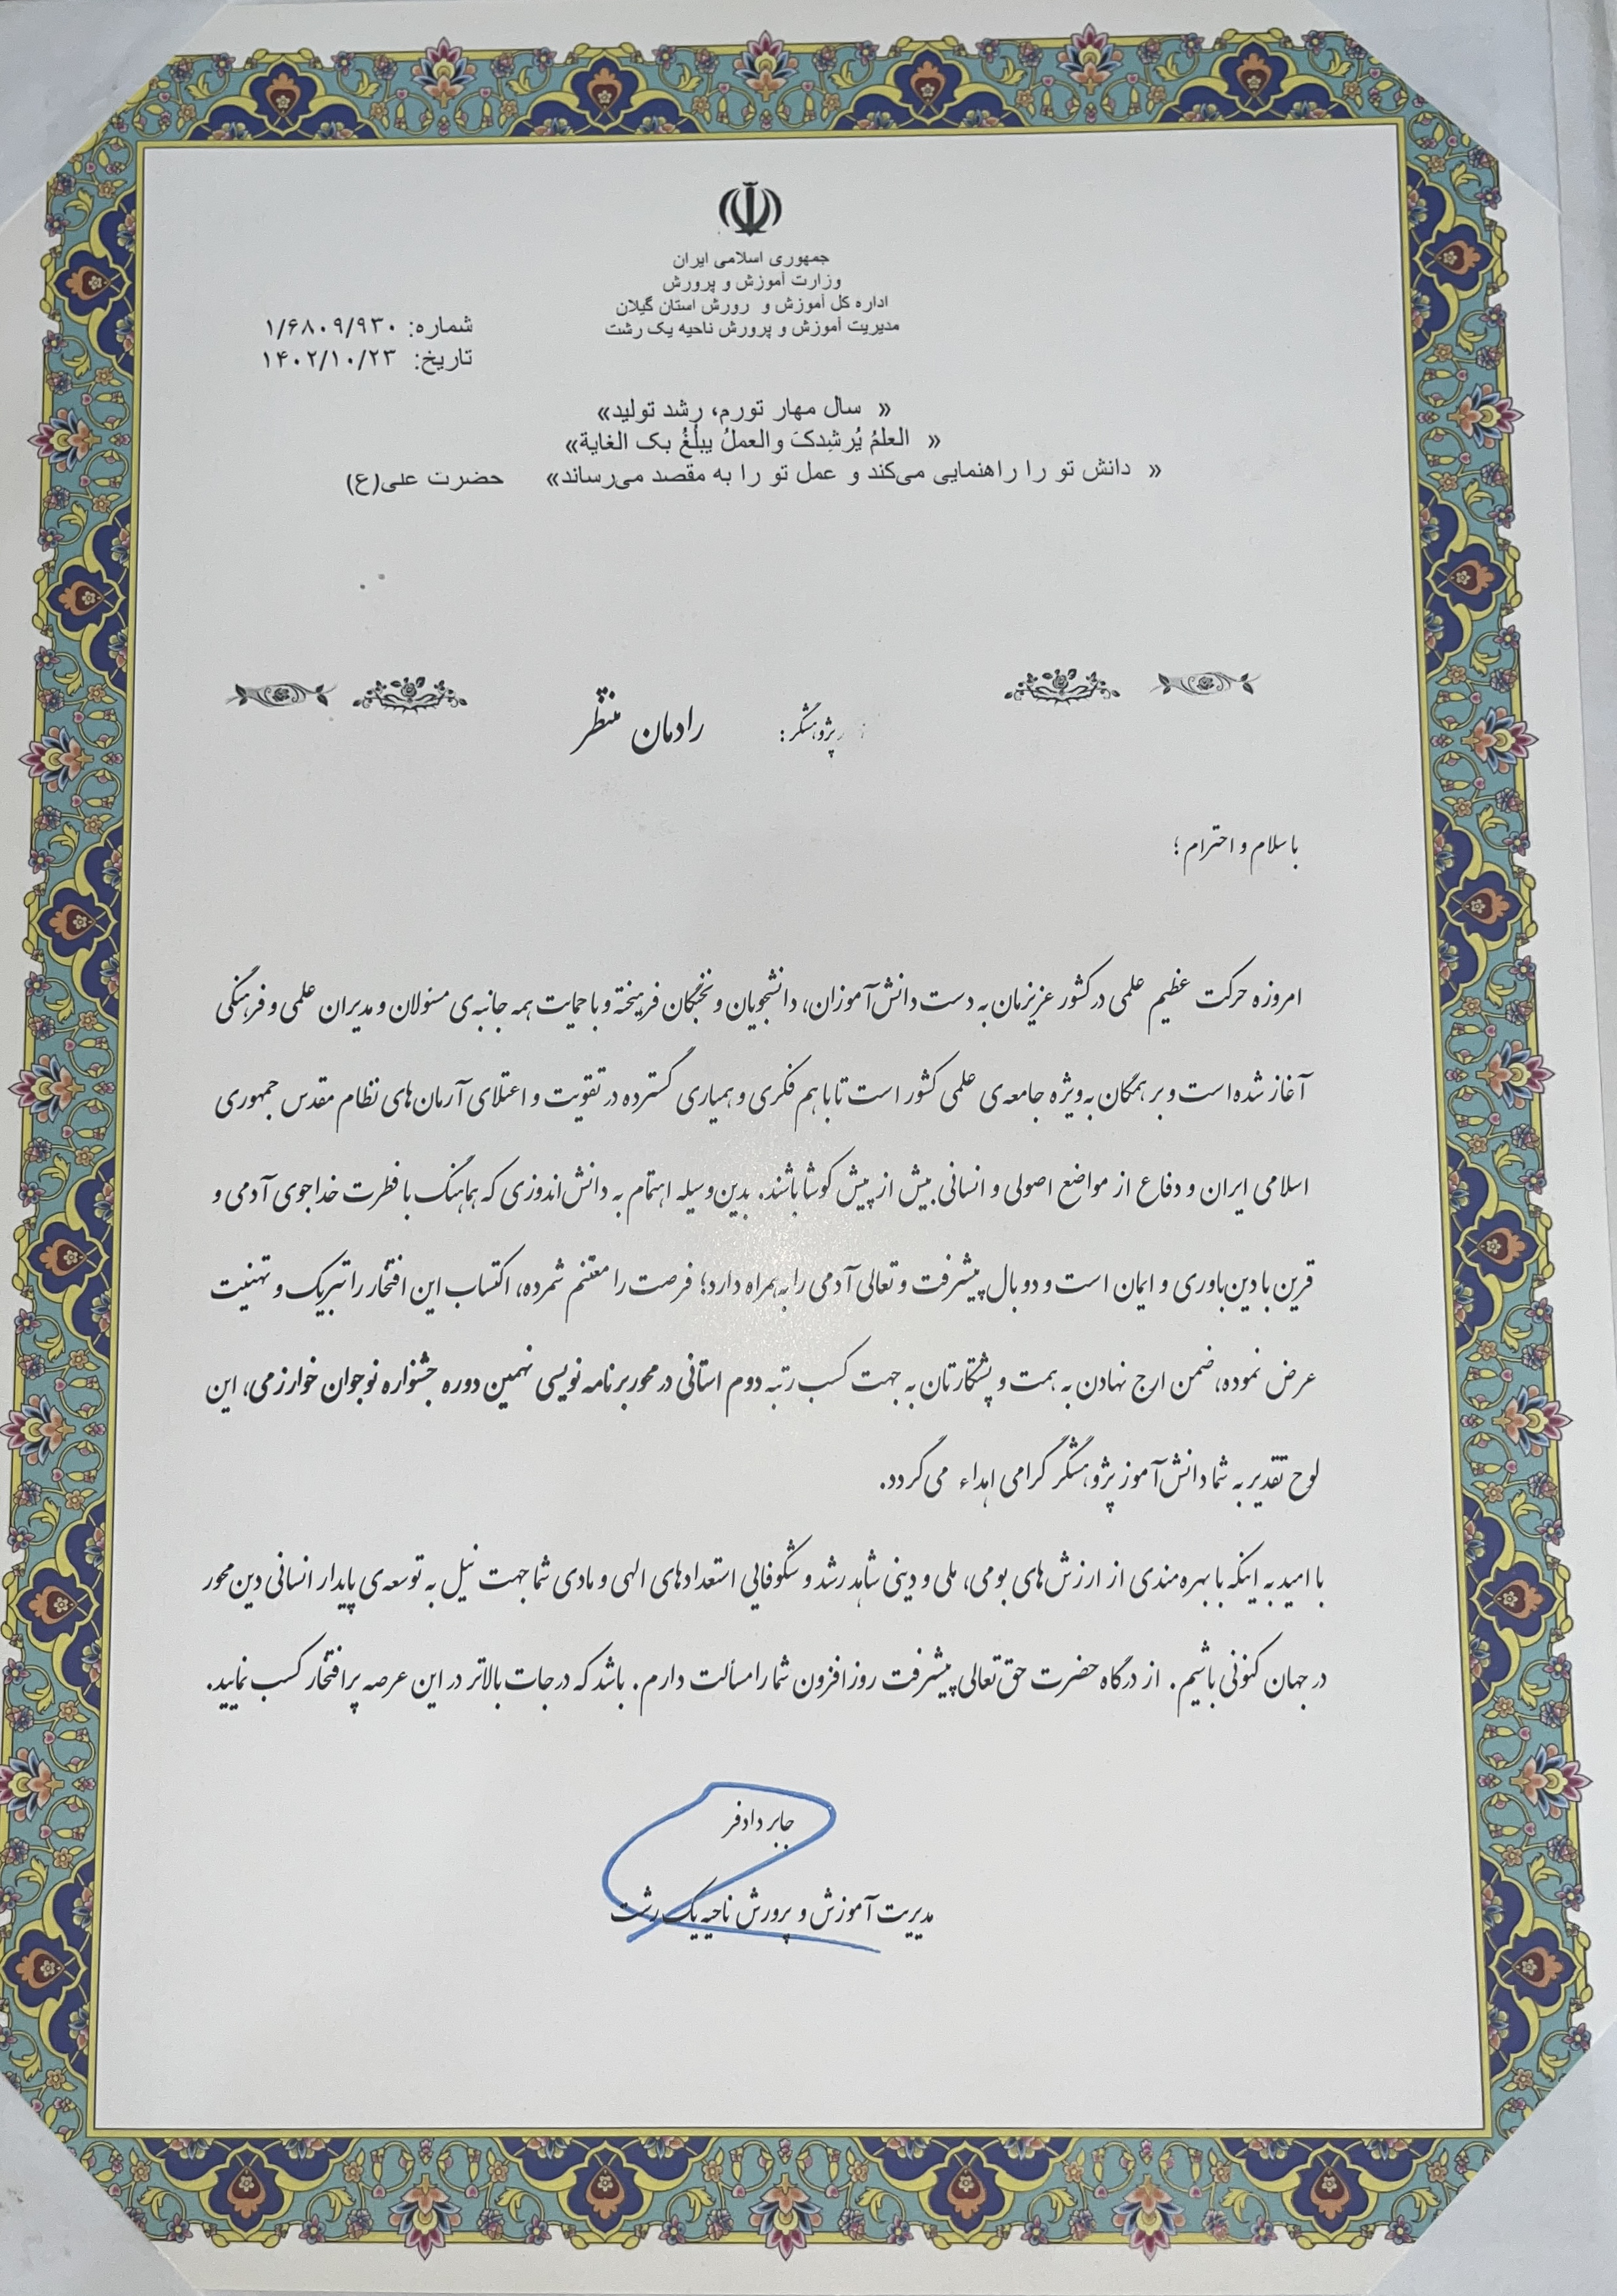 جمهوری اسلامی ایران
وزارت آموزش و پرورش
اداره کل آموزش و رورش استان گیلان
مدیریت آموزش و پرورش ناحیه یک رشت
شماره: ۱/۶۸۰۹/۹۳۰
تاریخ: ۱۴۰۲/۱۰/۲۳
« سال مهار تورم، رشد تولید»
« العلمُ یُرشِدکَ والعملُ یبلُغُ بک الغایة»
« دانش تو را راهنمایی می‌کند و عمل تو را به مقصد می‌رساند» حضرت علی(ع)
پژوهشگر: رادمان منتظر
با سلام و احترام ؛
امروزه حرکت عظیم علمی در کشور عزیزمان به دست دانش‌آموزان، دانشجویان و نخبگان فرهیخته و با حمایت همه جانبه‌ی مسئولان و مدیران علمی و فرهنگی
آغاز شده است و بر همگان به ویژه جامعه‌ی علمی کشور است تا با هم فکری و همیاری گسترده در تقویت و اعتلای آرمان‌های نظام مقدس جمهوری
اسلامی ایران و دفاع از مواضع اصولی و انسانی بیش از پیش کوشا باشند. بدین وسیله اهتمام به دانش‌اندوزی که هماهنگ با فطرت خداجوی آدمی و
قرین با دین‌باوری و ایمان است و دو بال پیشرفت و تعالی آدمی را به همراه دارد؛ فرصت را مغتنم شمرده، اکتساب این افتخار را تبریک و تهنیت
عرض نموده، ضمن ارج نهادن به همت و پشتکارتان به جهت کسب رتبه دوم استانی در محور برنامه نویسی نهمین دوره جشنواره نوجوان خوارزمی، این
لوح تقدیر به شما دانش‌آموز پژوهشگر گرامی اهداء می‌گردد.
با امید به اینکه با بهره مندی از ارزش‌های بومی، ملی و دینی شاهد رشد و شکوفائی استعدادهای الهی و مادی شما جهت نیل به توسعه‌ی پایدار انسانی دین محور
در جهان کنونی باشیم. از درگاه حضرت حق تعالی پیشرفت روزافزون شما را مسألت دارم. باشد که درجات بالاتر در این عرصه پرافتخار کسب نمایید.
جابر دادفر
مدیریت آموزش و پرورش ناحیه یک رشت